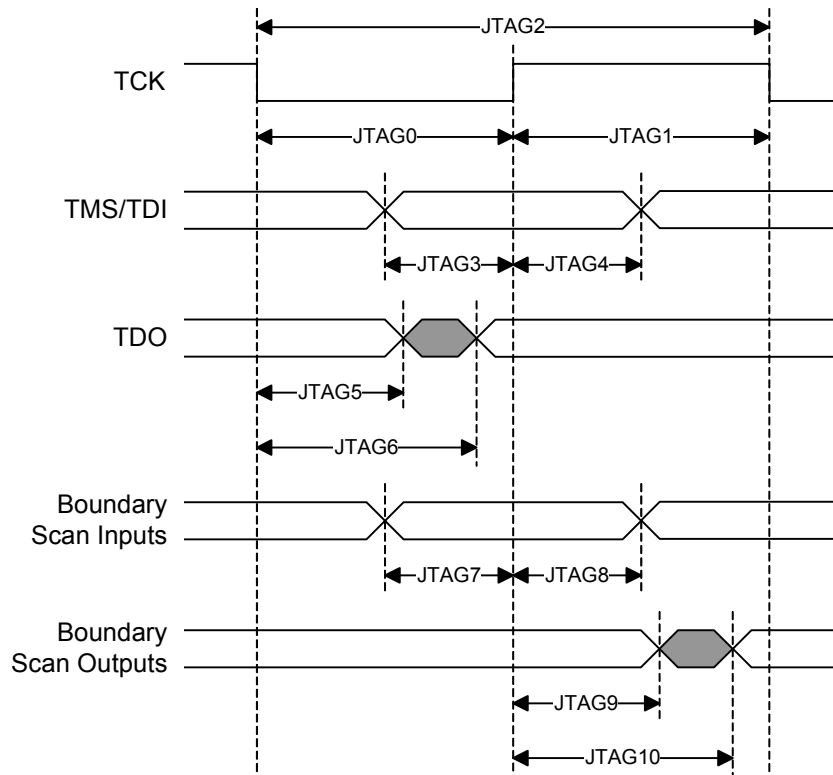 JTAG2
TCK
JTAG0
JTAG1
TMS/TDI
JTAG3
JTAG4
TDO
JTAG5
JTAG6
Boundary
Scan Inputs
JTAG7
JTAG8
Boundary
Scan Outputs
JTAG9
JTAG10